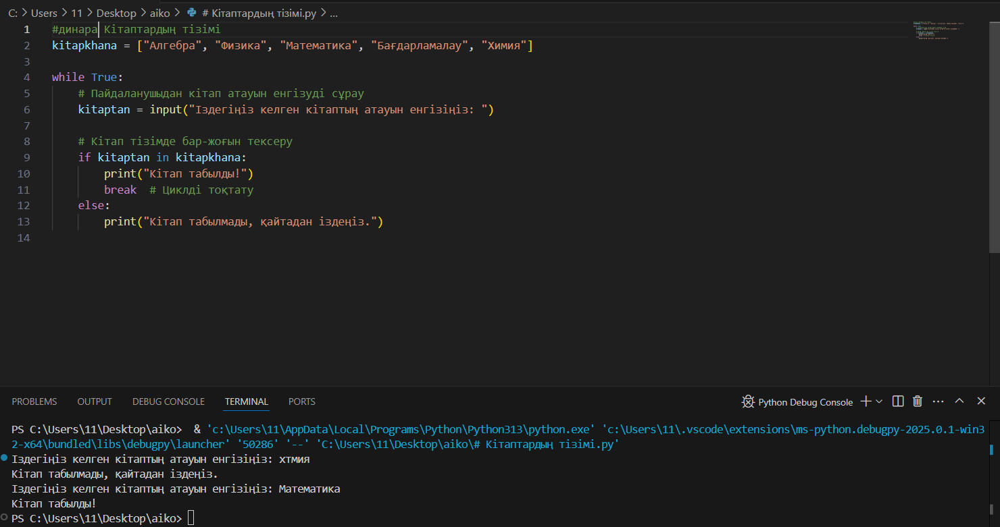 C: > Users > 11 > Desktop > aiko > # Кітаптардың тізімі.py > ...
1 #динара Кітаптардың тізімі
2 kitapkhana = ["Алгебра", "Физика", "Математика", "Бағдарламалау", "Химия"]
3
4 while True:
5 # Пайдаланушыдан кітап атауын енгізуді сұрау
6 kitaptan = input("Іздегіңіз келген кітаптың атауын енгізіңіз: ")
7
8 # Кітап тізімде бар-жоғын тексеру
9 if kitaptan in kitapkhana:
10 print("Кітап табылды!")
11 break  # Циклді тоқтату
12 else:
13 print("Кітап табылмады, қайтадан іздеңіз.")
14
PROBLEMS OUTPUT DEBUG CONSOLE TERMINAL PORTS Python Debug Console
PS C:\Users\11\Desktop\aiko>  & 'c:\Users\11\AppData\Local\Programs\Python\Python313\python.exe' 'c:\Users\11\.vscode\extensions\ms-python.debugpy-2025.0.1-win3
2-x64\bundled\libs\debugpy\launcher' '50286' '--' 'C:\Users\11\Desktop\aiko\# Кітаптардың тізімі.py'
Іздегіңіз келген кітаптың атауын енгізіңіз: хтмия
Кітап табылмады, қайтадан іздеңіз.
Іздегіңіз келген кітаптың атауын енгізіңіз: Математика
Кітап табылды!
PS C:\Users\11\Desktop\aiko>